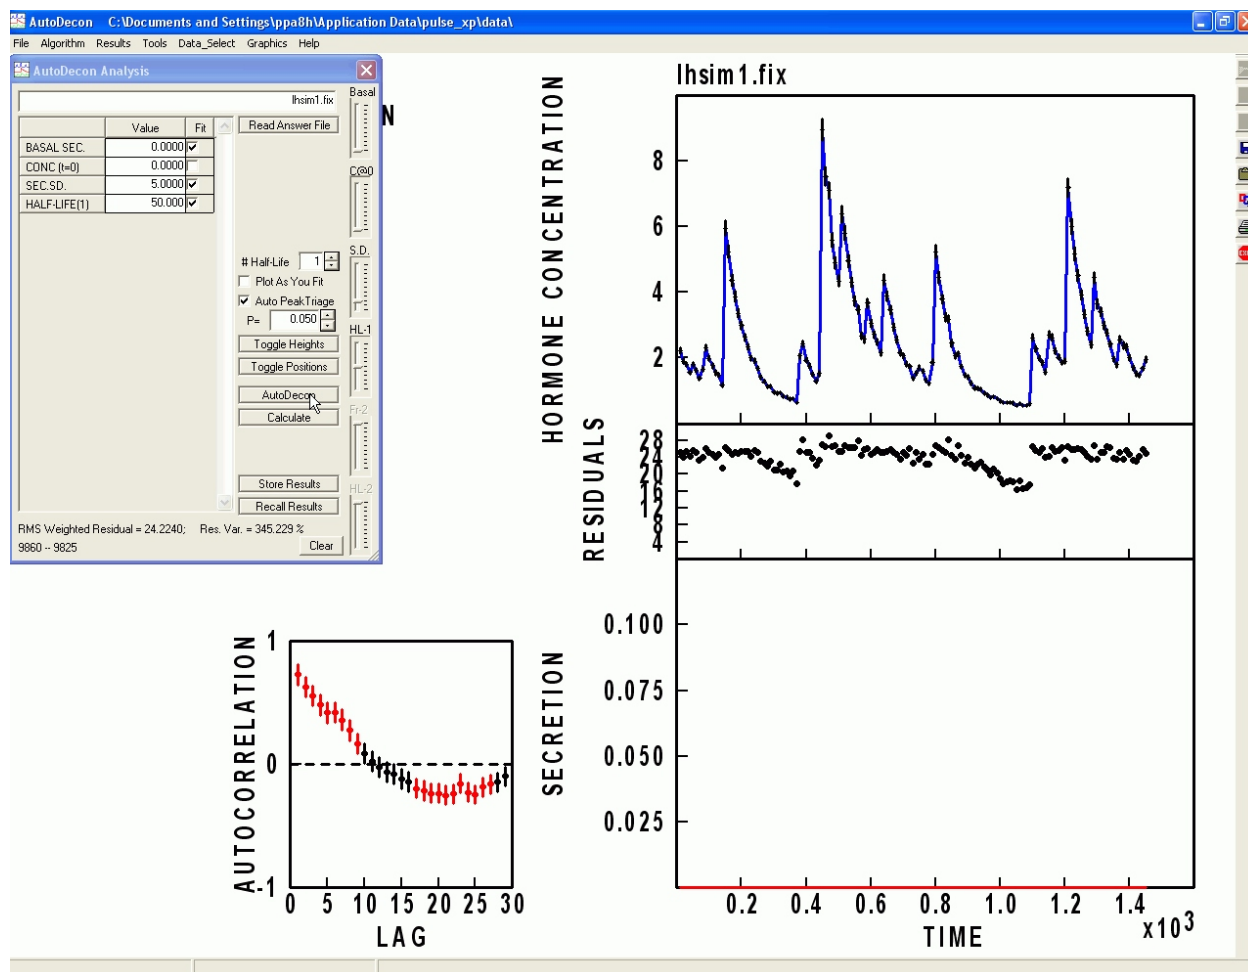 AutoDecon C:\Documents and Settings\ppa8h\Application Data\pulse_xp\data\
File Algorithm Results Tools Data_Select Graphics Help
AutoDecon Analysis
lhsim1.fix
Value Fit
BASAL SEC. 0.0000
CONC (t=0) 0.0000
SEC.SD. 5.0000
HALF-LIFE(1) 50.000
Read Answer File
# Half-Life 1
Plot As You Fit
Auto PeakTriage
P= 0.050
Toggle Heights
Toggle Positions
AutoDecon
Calculate
Store Results
Recall Results
Basal
C@0
S.D.
HL-1
Fr-2
HL-2
RMS Weighted Residual = 24.2240; Res. Var. = 345.229 %
9860 -- 9825
Clear
N
lhsim1.fix
HORMONE CONCENTRATION
8
6
4
2
RESIDUALS
28
24
20
16
12
8
4
SECRETION
0.100
0.075
0.050
0.025
0.2 0.4 0.6 0.8 1.0 1.2 1.4
x103
TIME
AUTOCORRELATION
1
0
-1
0 5 10 15 20 25 30
LAG